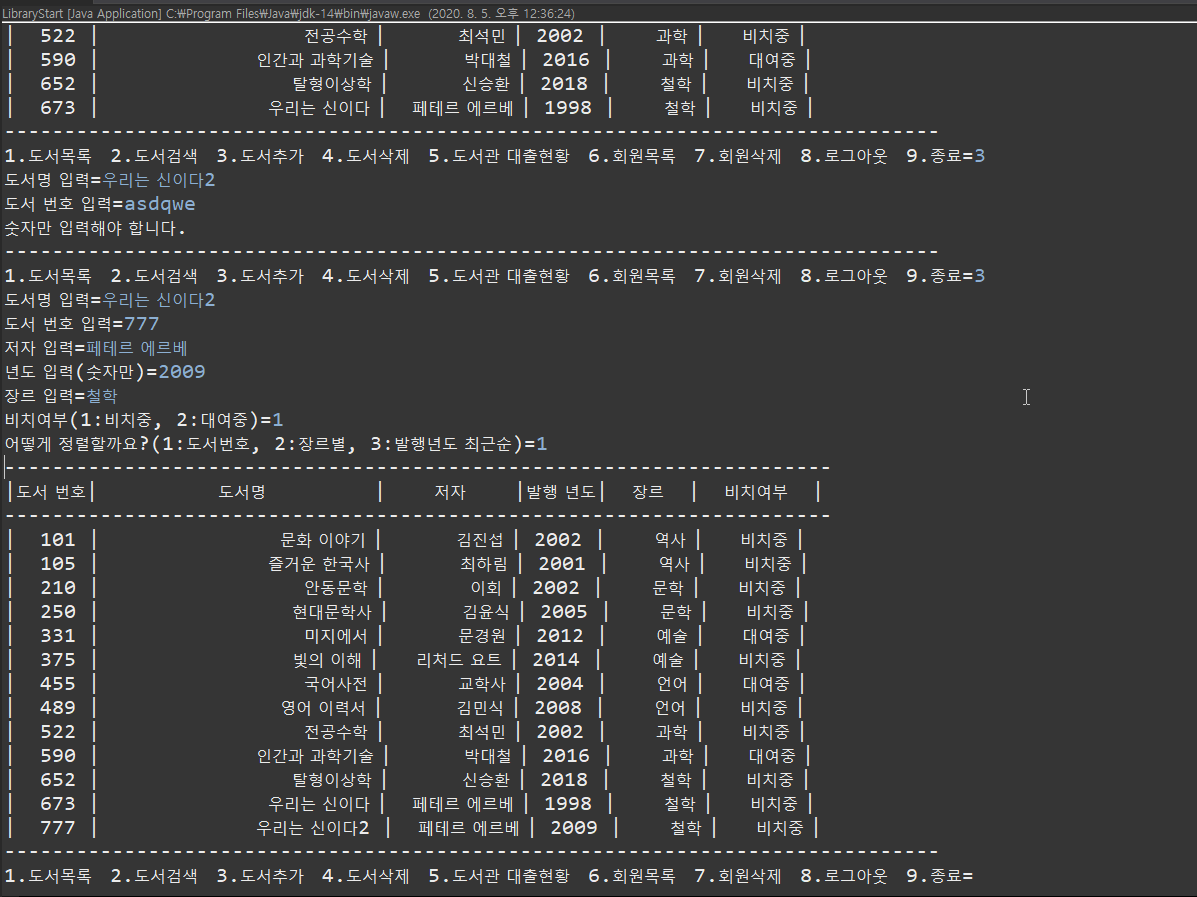 LibraryStart [Java Application] C:\Program Files\Java\jdk-14\bin\javaw.exe (2020. 8. 5. 오후 12:36:24)
| 522 | 전공수학 | 최석민 | 2002 | 과학 | 비치중 |
| 590 | 인간과 과학기술 | 박대철 | 2016 | 과학 | 대여중 |
| 652 | 탈형이상학 | 신승환 | 2018 | 철학 | 비치중 |
| 673 | 우리는 신이다 | 페테르 에르베 | 1998 | 철학 | 비치중 |
-------------------------------------------------------------------------------
1.도서목록 2.도서검색 3.도서추가 4.도서삭제 5.도서관 대출현황 6.회원목록 7.회원삭제 8.로그아웃 9.종료=3
도서명 입력=우리는 신이다2
도서 번호 입력=asdqwe
숫자만 입력해야 합니다.
-------------------------------------------------------------------------------
1.도서목록 2.도서검색 3.도서추가 4.도서삭제 5.도서관 대출현황 6.회원목록 7.회원삭제 8.로그아웃 9.종료=3
도서명 입력=우리는 신이다2
도서 번호 입력=777
저자 입력=페테르 에르베
년도 입력(숫자만)=2009
장르 입력=철학
비치여부(1:비치중, 2:대여중)=1
어떻게 정렬할까요?(1:도서번호, 2:장르별, 3:발행년도 최근순)=1
----------------------------------------------------------------------
|도서 번호| 도서명 | 저자 |발행 년도| 장르 | 비치여부 |
----------------------------------------------------------------------
| 101 | 문화 이야기 | 김진섭 | 2002 | 역사 | 비치중 |
| 105 | 즐거운 한국사 | 최하림 | 2001 | 역사 | 비치중 |
| 210 | 안동문학 | 이회 | 2002 | 문학 | 비치중 |
| 250 | 현대문학사 | 김윤식 | 2005 | 문학 | 비치중 |
| 331 | 미지에서 | 문경원 | 2012 | 예술 | 대여중 |
| 375 | 빛의 이해 | 리처드 요트 | 2014 | 예술 | 비치중 |
| 455 | 국어사전 | 교학사 | 2004 | 언어 | 대여중 |
| 489 | 영어 이력서 | 김민식 | 2008 | 언어 | 비치중 |
| 522 | 전공수학 | 최석민 | 2002 | 과학 | 비치중 |
| 590 | 인간과 과학기술 | 박대철 | 2016 | 과학 | 대여중 |
| 652 | 탈형이상학 | 신승환 | 2018 | 철학 | 비치중 |
| 673 | 우리는 신이다 | 페테르 에르베 | 1998 | 철학 | 비치중 |
| 777 | 우리는 신이다2 | 페테르 에르베 | 2009 | 철학 | 비치중 |
-------------------------------------------------------------------------------
1.도서목록 2.도서검색 3.도서추가 4.도서삭제 5.도서관 대출현황 6.회원목록 7.회원삭제 8.로그아웃 9.종료=